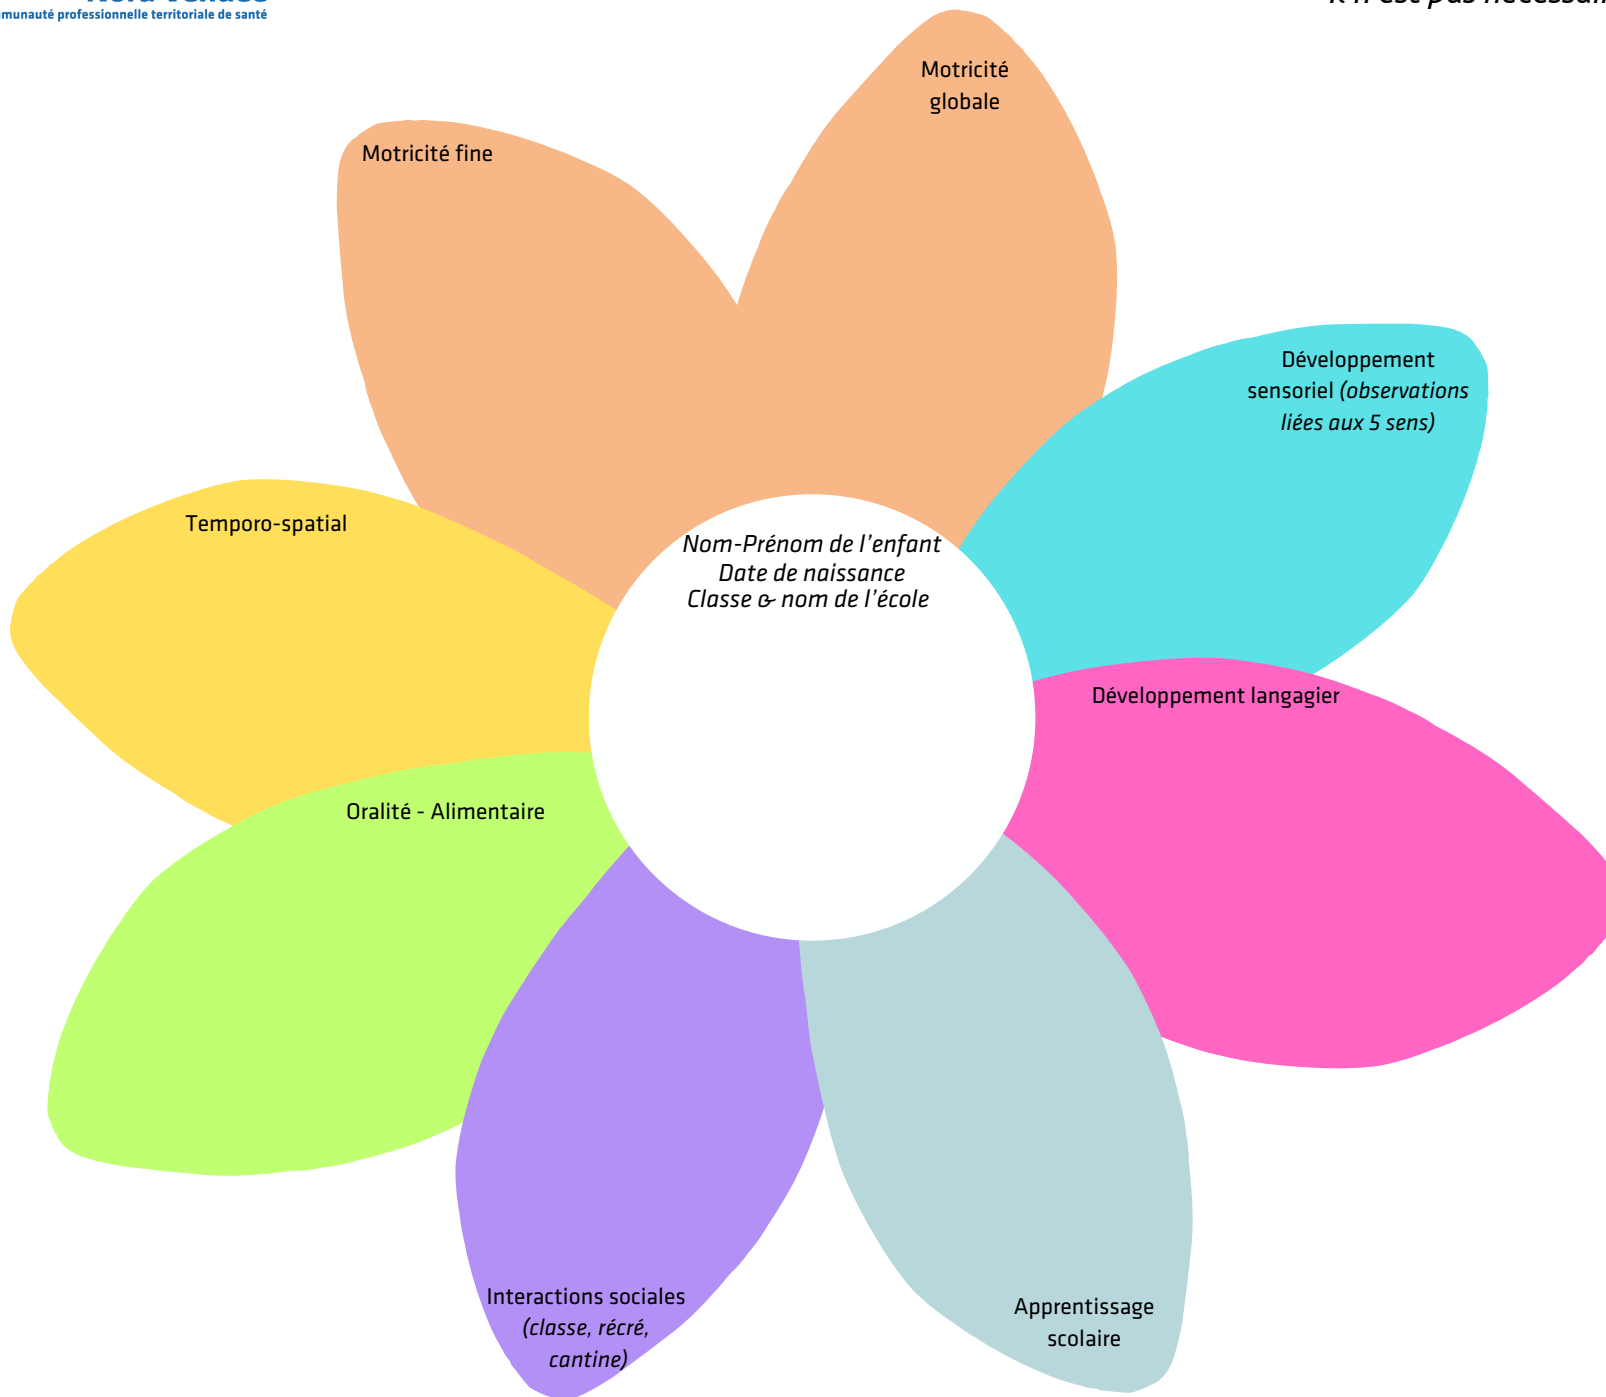 professionnelle territoriale de santé
n'est pas
Motricité
globale
Motricité fine
Développement
sensoriel (observations
liées aux 5 sens)
Temporo-spatial
Nom-Prénom de l'enfant
Date de naissance
Classe & nom de l'école
Développement langagier
Oralité - Alimentaire
Interactions sociales
(classe, récré,
cantine)
Apprentissage
scolaire